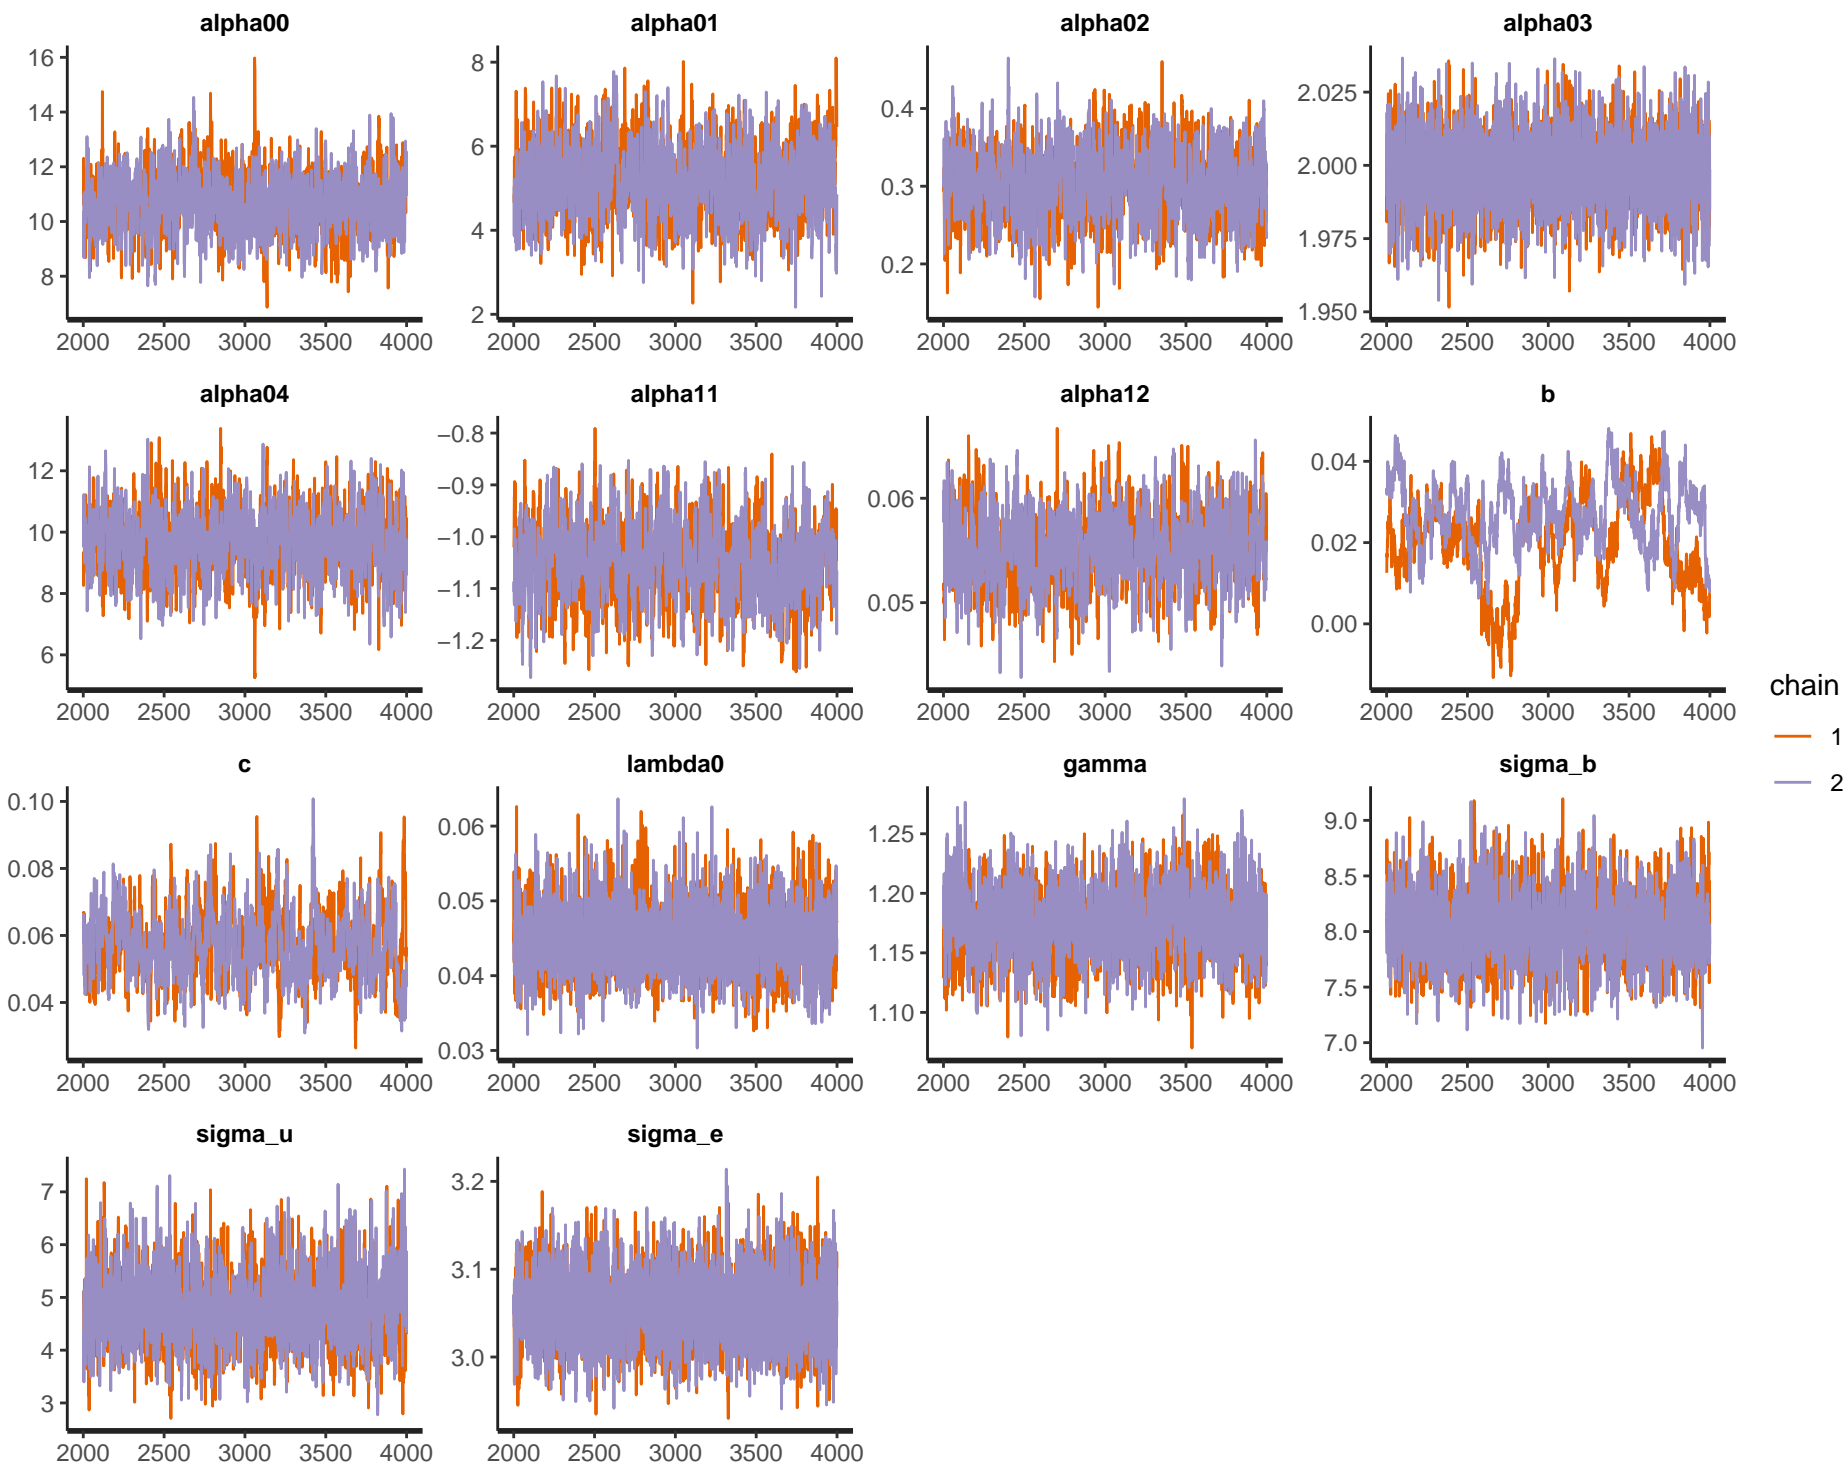 alpha00 alpha01 alpha02 alpha03
16 14 12 10 8
8 6 4 2
0.4 0.3 0.2
2.025 2.000 1.975 1.950
2000 2500 3000 3500 4000 2000 2500 3000 3500 4000 2000 2500 3000 3500 4000 2000 2500 3000 3500 4000
alpha04 alpha11 alpha12 b
12 10 8 6
−0.8 −0.9 −1.0 −1.1 −1.2
0.06 0.05
0.04 0.02 0.00
2000 2500 3000 3500 4000 2000 2500 3000 3500 4000 2000 2500 3000 3500 4000 2000 2500 3000 3500 4000
chain
1
2
c lambda0 gamma sigma_b
0.10 0.08 0.06 0.04
0.06 0.05 0.04 0.03
1.25 1.20 1.15 1.10
9.0 8.5 8.0 7.5 7.0
2000 2500 3000 3500 4000 2000 2500 3000 3500 4000 2000 2500 3000 3500 4000 2000 2500 3000 3500 4000
sigma_u sigma_e
7 6 5 4 3
3.2 3.1 3.0
2000 2500 3000 3500 4000 2000 2500 3000 3500 4000